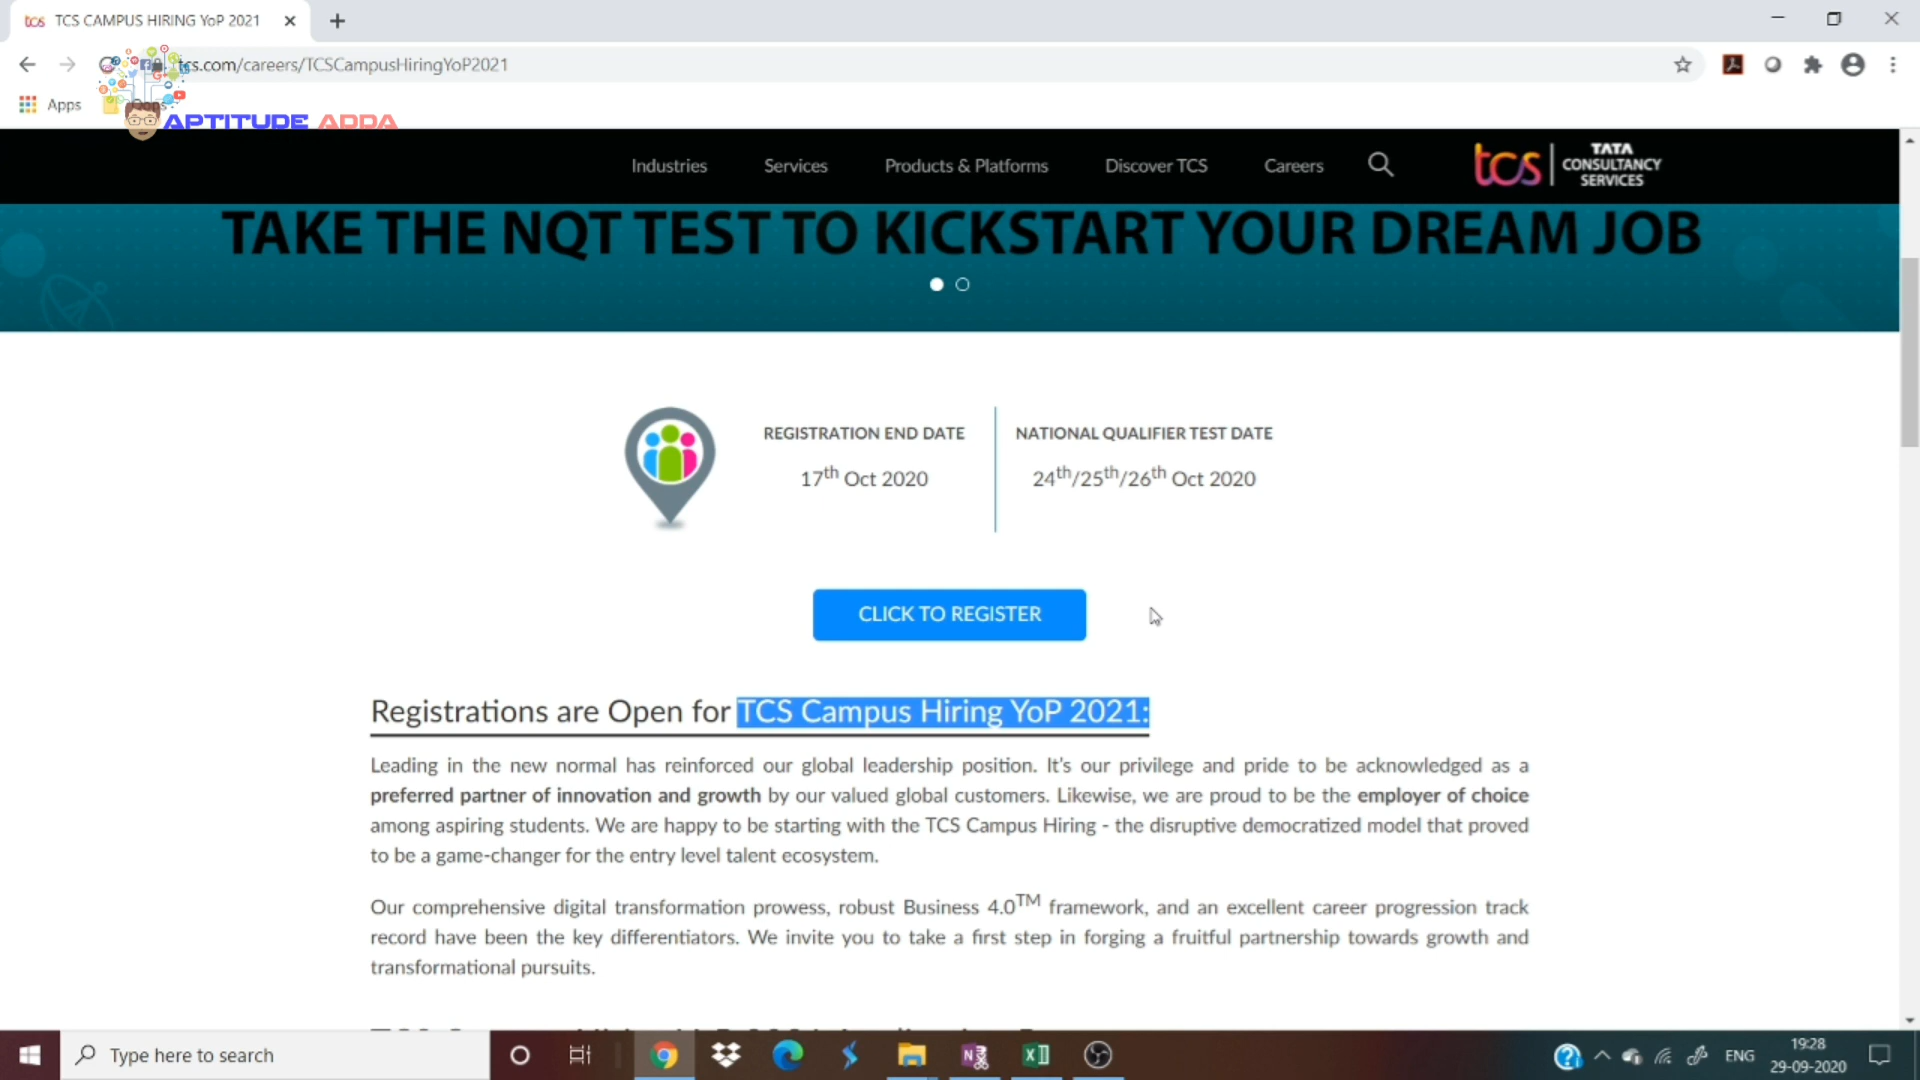 tcs TCS CAMPUS HIRING YoP 2021
tcs.com/careers/TCSCampusHiringYoP2021
Apps
APTITUDE ADDA
Industries Services Products & Platforms Discover TCS Careers
tcs TATA CONSULTANCY SERVICES
TAKE THE NQT TEST TO KICKSTART YOUR DREAM JOB
REGISTRATION END DATE
17th Oct 2020
NATIONAL QUALIFIER TEST DATE
24th/25th/26th Oct 2020
CLICK TO REGISTER
Registrations are Open for TCS Campus Hiring YoP 2021:
Leading in the new normal has reinforced our global leadership position. It's our privilege and pride to be acknowledged as a
preferred partner of innovation and growth by our valued global customers. Likewise, we are proud to be the employer of choice
among aspiring students. We are happy to be starting with the TCS Campus Hiring - the disruptive democratized model that proved
to be a game-changer for the entry level talent ecosystem.
Our comprehensive digital transformation prowess, robust Business 4.0TM framework, and an excellent career progression track
record have been the key differentiators. We invite you to take a first step in forging a fruitful partnership towards growth and
transformational pursuits.
Type here to search
ENG
19:28
29-09-2020